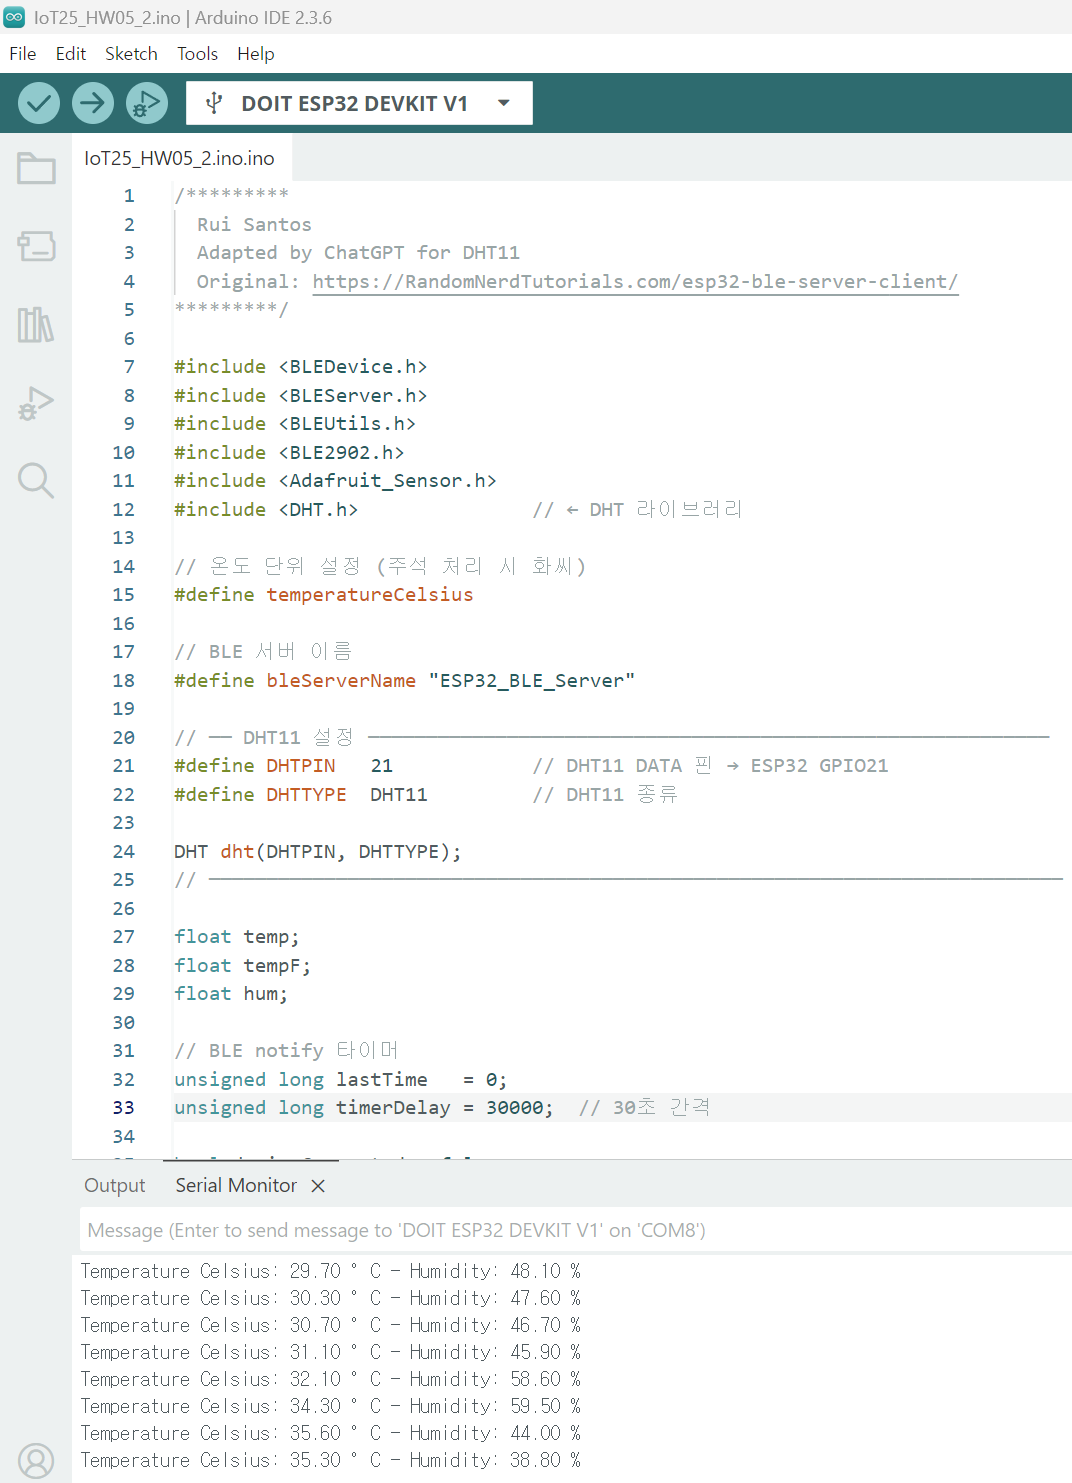 IoT25_HW05_2.ino | Arduino IDE 2.3.6
File Edit Sketch Tools Help
DOIT ESP32 DEVKIT V1
IoT25_HW05_2.ino.ino
1 /*********
2 Rui Santos
3 Adapted by ChatGPT for DHT11
4 Original: https://RandomNerdTutorials.com/esp32-ble-server-client/
5 *********/
6
7 #include <BLEDevice.h>
8 #include <BLEServer.h>
9 #include <BLEUtils.h>
10 #include <BLE2902.h>
11 #include <Adafruit_Sensor.h>
12 #include <DHT.h> // ← DHT 라이브러리
13
14 // 온도 단위 설정 (주석 처리 시 화씨)
15 #define temperatureCelsius
16
17 // BLE 서버 이름
18 #define bleServerName "ESP32_BLE_Server"
19
20 // ── DHT11 설정 ──────────────────────────────
21 #define DHTPIN 21 // DHT11 DATA 핀 → ESP32 GPIO21
22 #define DHTTYPE DHT11 // DHT11 종류
23
24 DHT dht(DHTPIN, DHTTYPE);
25 // ──────────────────────────────────────
26
27 float temp;
28 float tempF;
29 float hum;
30
31 // BLE notify 타이머
32 unsigned long lastTime = 0;
33 unsigned long timerDelay = 30000; // 30초 간격
34
Output Serial Monitor ×
Message (Enter to send message to 'DOIT ESP32 DEVKIT V1' on 'COM8')
Temperature Celsius: 29.70 ° C - Humidity: 48.10 %
Temperature Celsius: 30.30 ° C - Humidity: 47.60 %
Temperature Celsius: 30.70 ° C - Humidity: 46.70 %
Temperature Celsius: 31.10 ° C - Humidity: 45.90 %
Temperature Celsius: 32.10 ° C - Humidity: 58.60 %
Temperature Celsius: 34.30 ° C - Humidity: 59.50 %
Temperature Celsius: 35.60 ° C - Humidity: 44.00 %
Temperature Celsius: 35.30 ° C - Humidity: 38.80 %